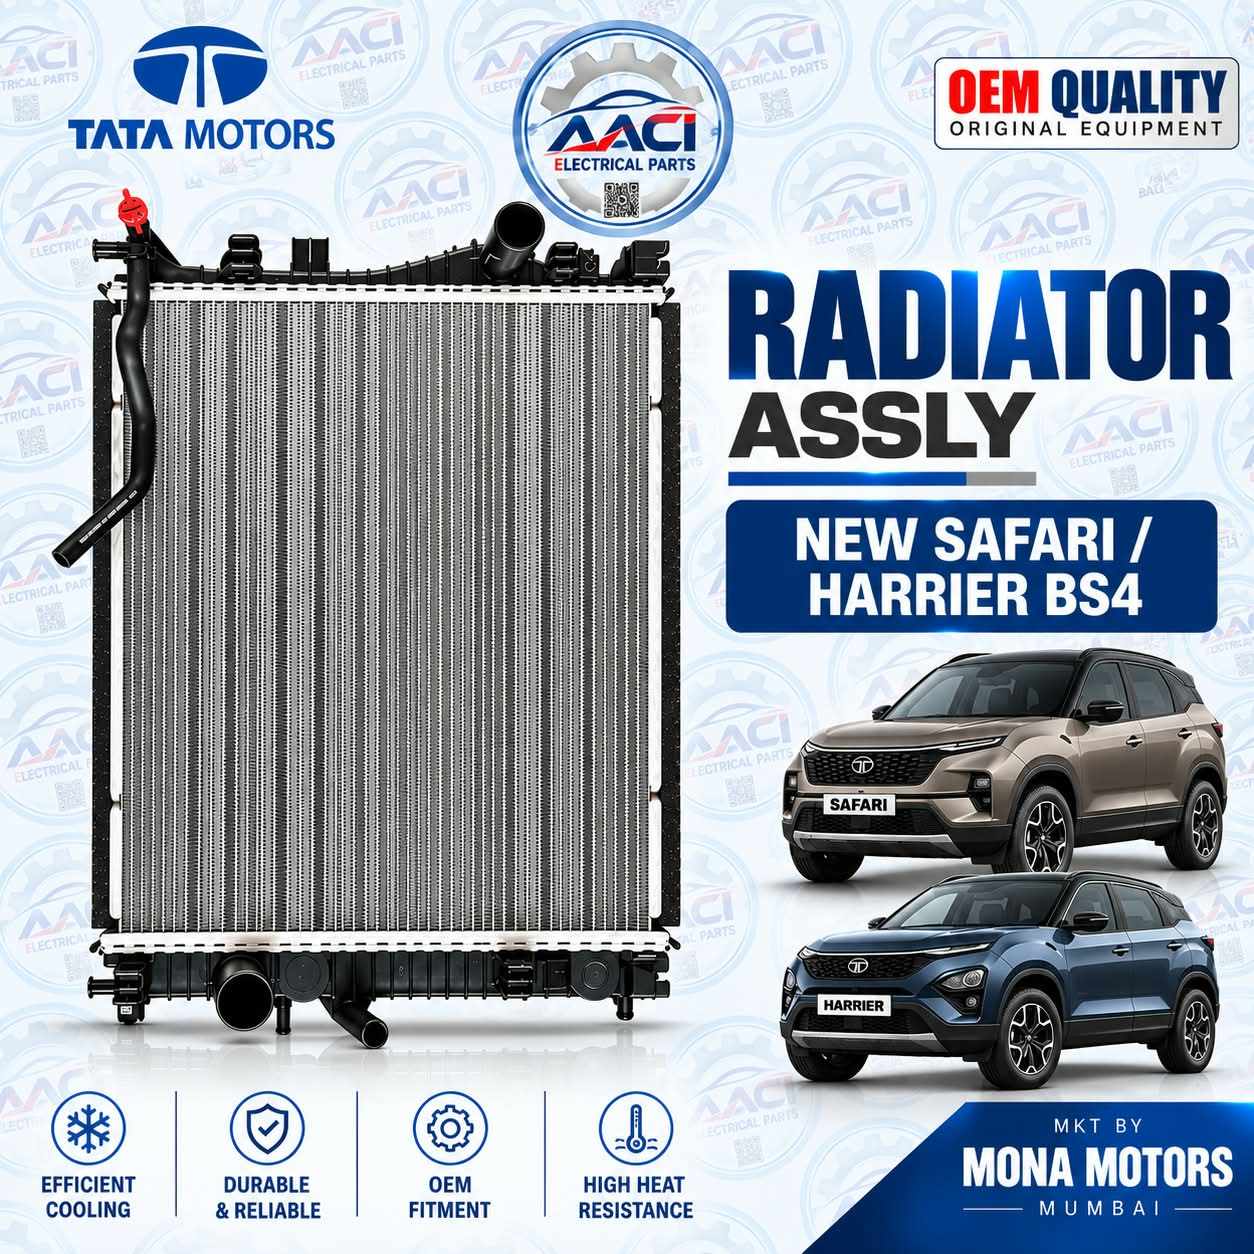 TATA MOTORS
AACI
ELECTRICAL PARTS
OEM QUALITY
ORIGINAL EQUIPMENT
RADIATOR
ASSLY
NEW SAFARI /
HARRIER BS4
SAFARI
HARRIER
EFFICIENT
COOLING
DURABLE
& RELIABLE
OEM
FITMENT
HIGH HEAT
RESISTANCE
MKT BY
MONA MOTORS
MUMBAI